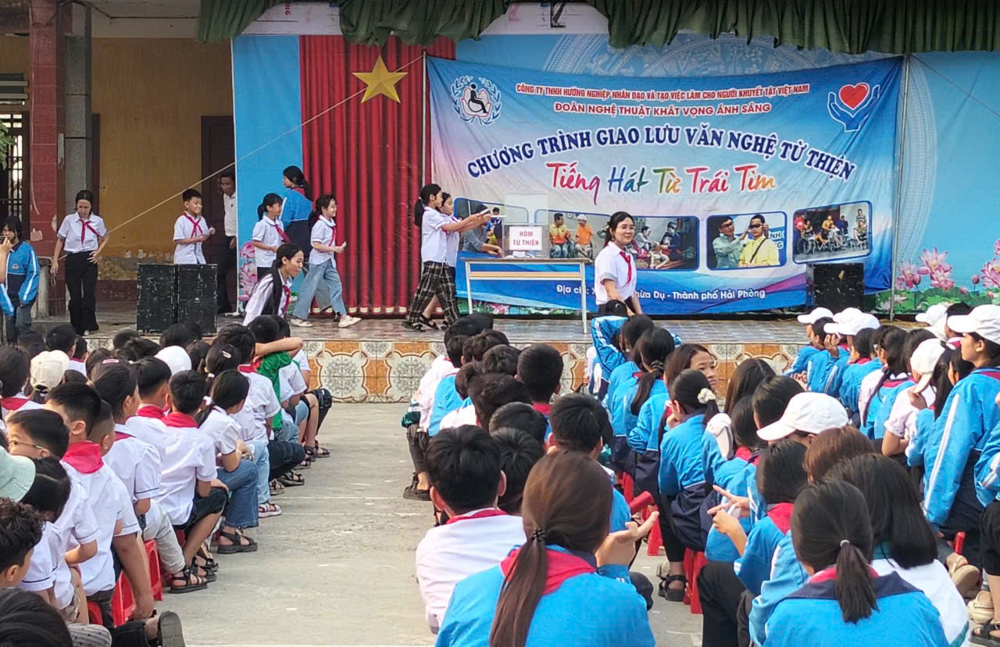 CÔNG TY TNHH HƯỚNG NGHIỆP NHÂN ĐẠO VÀ TẠO VIỆC LÀM CHO NGƯỜI KHUYẾT TẬT VIỆT NAM
ĐOÀN NGHỆ THUẬT KHÁT VỌNG ÁNH SÁNG
CHƯƠNG TRÌNH GIAO LƯU VĂN NGHỆ TỪ THIỆN
Tiếng Hát Từ Trái Tim
HÒM
TỪ THIỆN
Địa chỉ: Dụ - Thành phố Hải Phòng